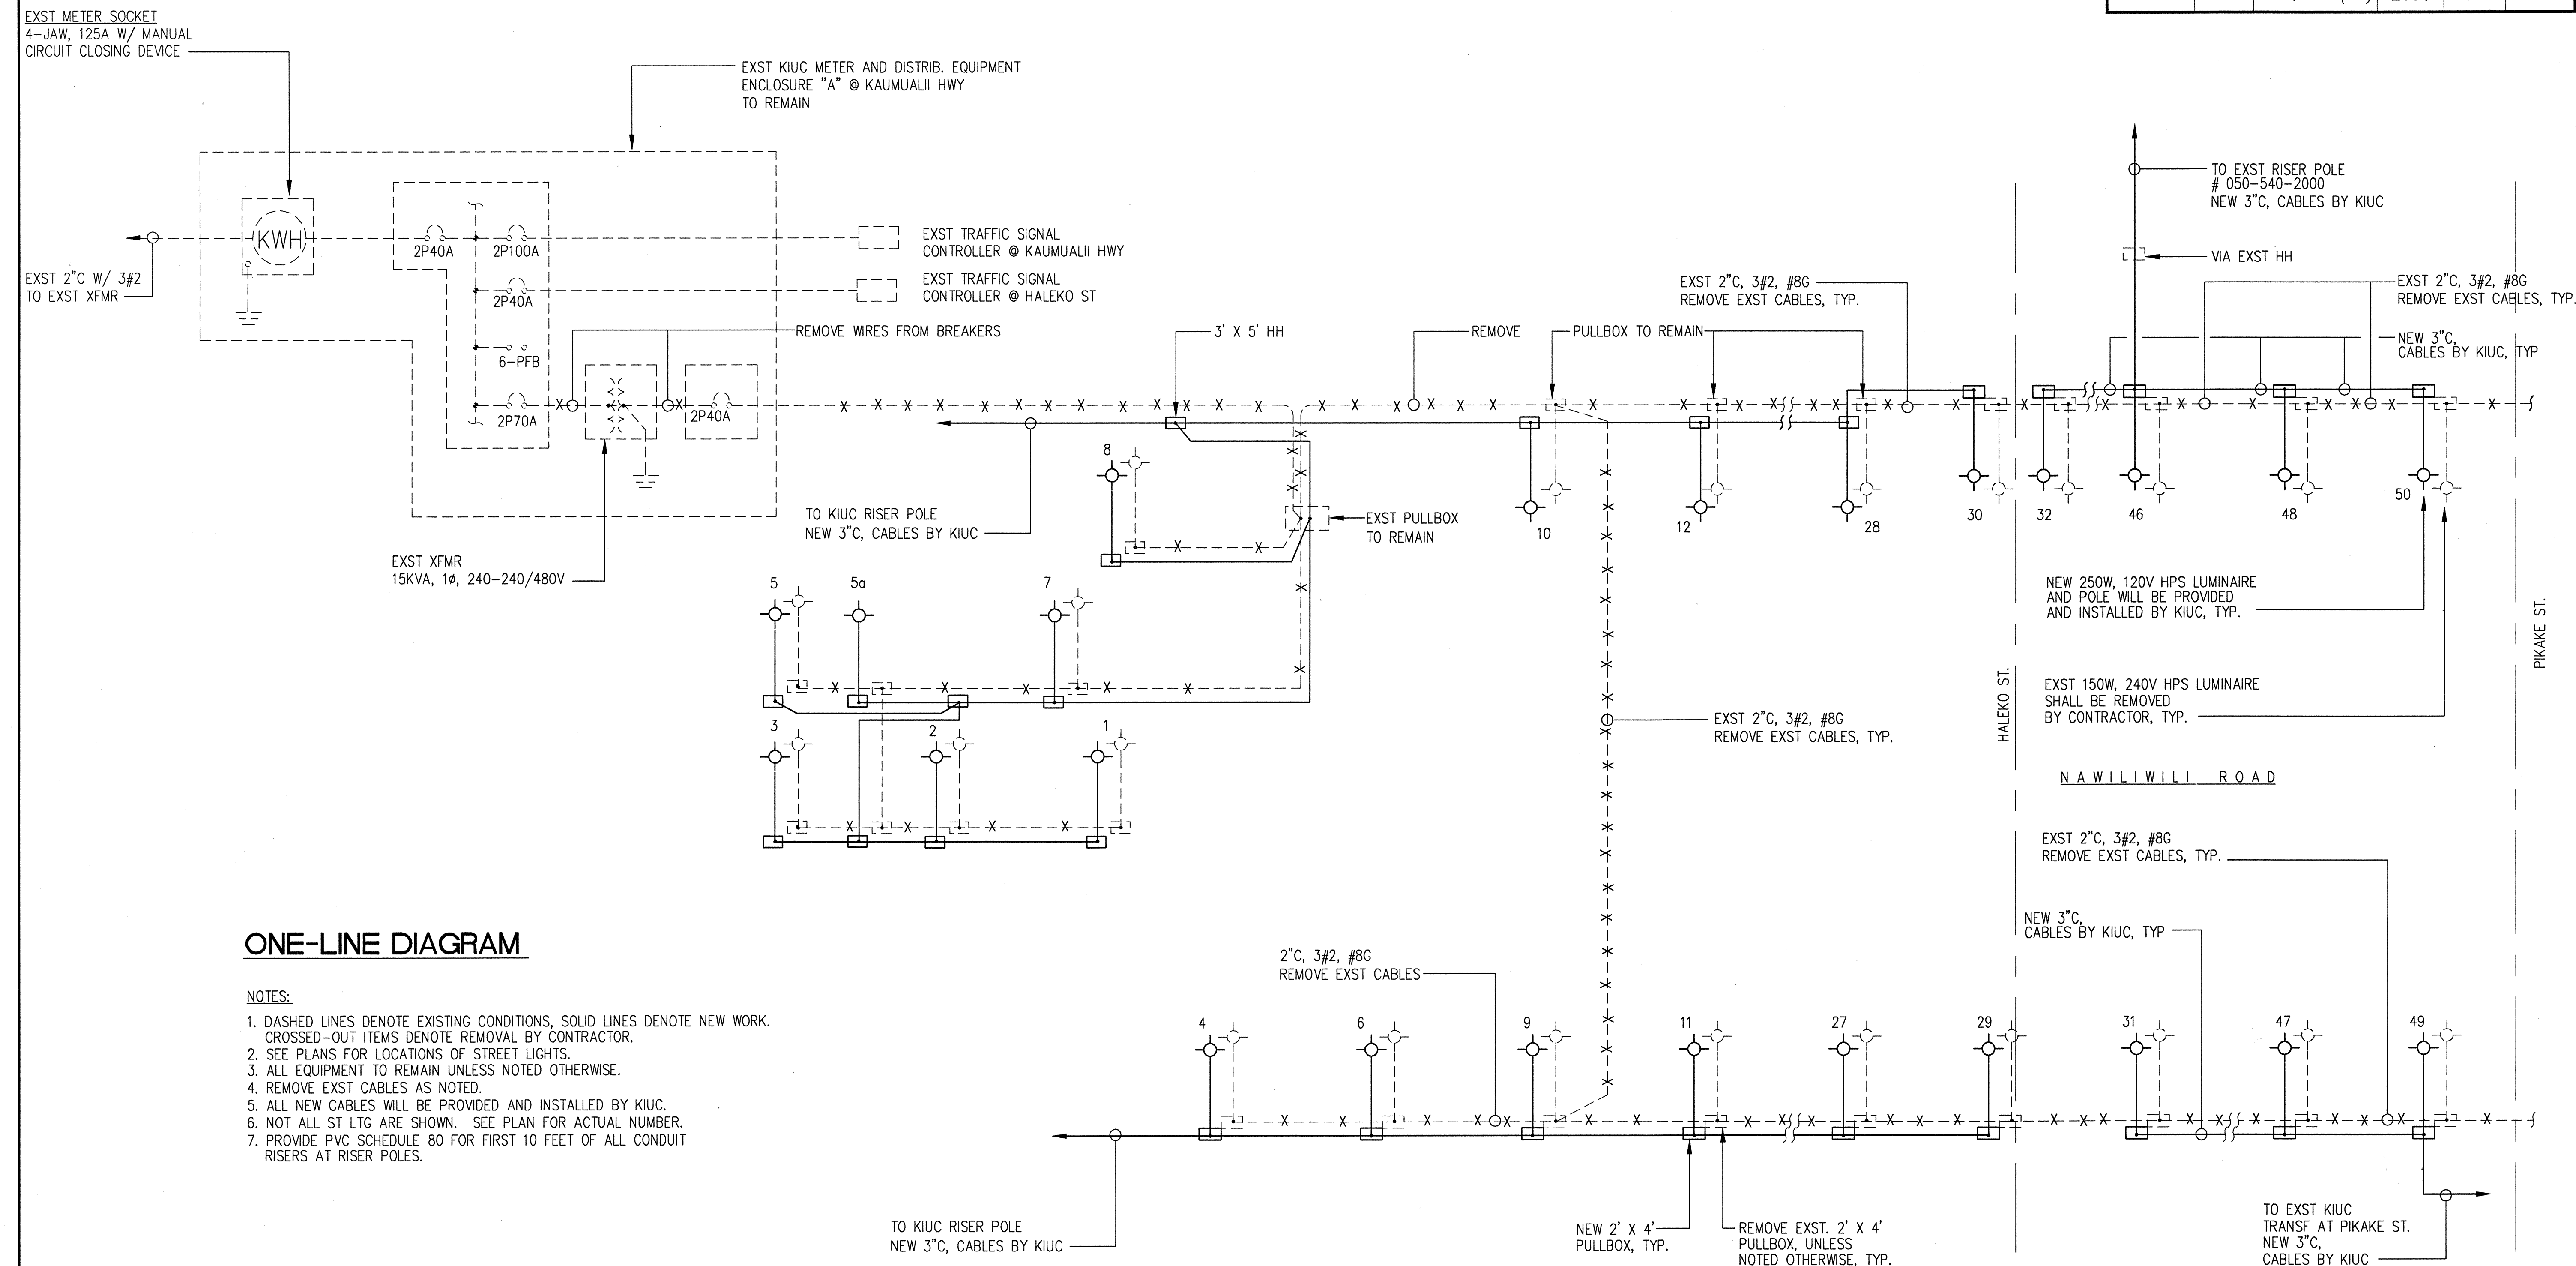 EXST METER SOCKET
4-JAW, 125A W/ MANUAL
CIRCUIT CLOSING DEVICE
EXST KIUC METER AND DISTRIB. EQUIPMENT
ENCLOSURE "A" @ KAUMUALII HWY
TO REMAIN
TO EXST RISER POLE
# 050-540-2000
NEW 3"C, CABLES BY KIUC
KWH
2P40A
2P100A
EXST TRAFFIC SIGNAL
CONTROLLER @ KAUMUALII HWY
VIA EXST HH
EXST 2"C W/ 3#2
TO EXST XFMR
2P40A
EXST TRAFFIC SIGNAL
CONTROLLER @ HALEKO ST
EXST 2"C, 3#2, #8G
REMOVE EXST CABLES, TYP.
EXST 2"C, 3#2, #8G
REMOVE EXST CABLES, TYP.
REMOVE WIRES FROM BREAKERS
3' X 5' HH
REMOVE
PULLBOX TO REMAIN
NEW 3"C,
CABLES BY KIUC, TYP
6-PFB
2P70A
2P40A
8
TO KIUC RISER POLE
NEW 3"C, CABLES BY KIUC
EXST PULLBOX
TO REMAIN
10
12
28
30
32
46
48
50
EXST XFMR
15KVA, 1ø, 240-240/480V
5
5a
7
NEW 250W, 120V HPS LUMINAIRE
AND POLE WILL BE PROVIDED
AND INSTALLED BY KIUC, TYP.
PIKAKE ST.
HALEKO ST.
EXST 150W, 240V HPS LUMINAIRE
SHALL BE REMOVED
BY CONTRACTOR, TYP.
3
2
1
EXST 2"C, 3#2, #8G
REMOVE EXST CABLES, TYP.
NAWILIWILI ROAD
EXST 2"C, 3#2, #8G
REMOVE EXST CABLES, TYP.
NEW 3"C,
CABLES BY KIUC, TYP
ONE-LINE DIAGRAM
2"C, 3#2, #8G
REMOVE EXST CABLES
NOTES:
1. DASHED LINES DENOTE EXISTING CONDITIONS, SOLID LINES DENOTE NEW WORK.
CROSSED-OUT ITEMS DENOTE REMOVAL BY CONTRACTOR.
2. SEE PLANS FOR LOCATIONS OF STREET LIGHTS.
3. ALL EQUIPMENT TO REMAIN UNLESS NOTED OTHERWISE.
4. REMOVE EXST CABLES AS NOTED.
5. ALL NEW CABLES WILL BE PROVIDED AND INSTALLED BY KIUC.
6. NOT ALL ST LTG ARE SHOWN. SEE PLAN FOR ACTUAL NUMBER.
7. PROVIDE PVC SCHEDULE 80 FOR FIRST 10 FEET OF ALL CONDUIT
RISERS AT RISER POLES.
4
6
9
11
27
29
31
47
49
TO KIUC RISER POLE
NEW 3"C, CABLES BY KIUC
NEW 2' X 4'
PULLBOX, TYP.
REMOVE EXST. 2' X 4'
PULLBOX, UNLESS
NOTED OTHERWISE, TYP.
TO EXST KIUC
TRANSF AT PIKAKE ST.
NEW 3"C,
CABLES BY KIUC